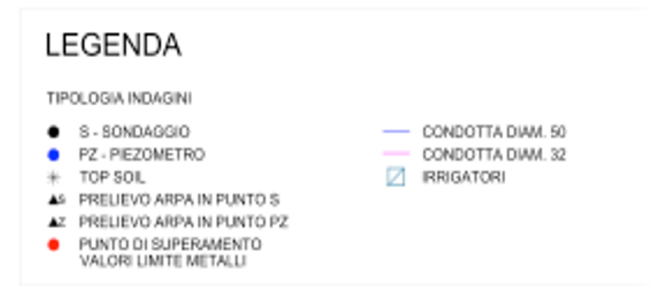 LEGENDA
TIPOLOGIA INDAGINI
S - SONDAGGIO
PZ - PIEZOMETRO
TOP SOIL
S PRELIEVO ARPA IN PUNTO S
Z PRELIEVO ARPA IN PUNTO PZ
PUNTO DI SUPERAMENTO
VALORI LIMITE METALLI
CONDOTTA DIAM. 50
CONDOTTA DIAM. 32
IRRIGATORI